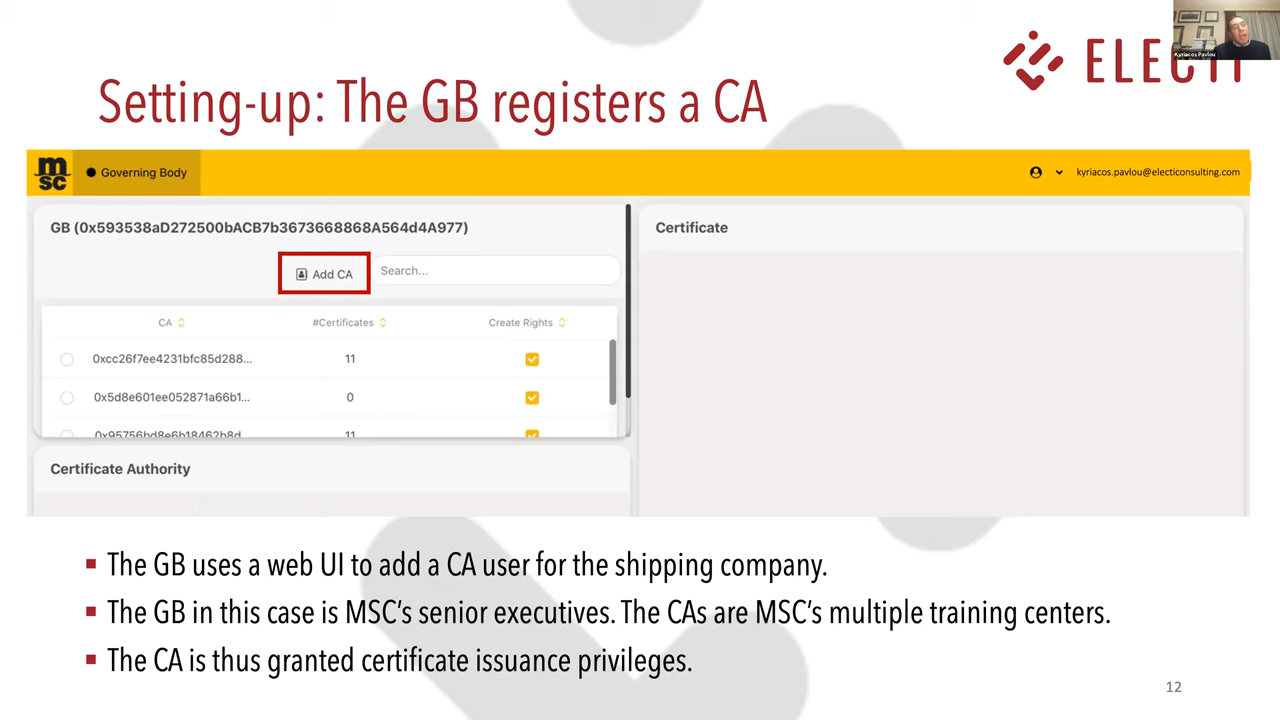 Kyriacos Pavlou
ELECTI
Setting-up: The GB registers a CA
msc
Governing Body
kyriacos.pavlou@electiconsulting.com
GB (0x593538aD272500bACB7b3673668868A564d4A977)
Certificate
Add CA
Search...
CA
#Certificates
Create Rights
0xcc26f7ee4231bfc85d288...
11
0x5d8e601ee052871a66b1...
0
0x95756bd8e6b18462b8d
11
Certificate Authority
▪ The GB uses a web UI to add a CA user for the shipping company.
▪ The GB in this case is MSC's senior executives. The CAs are MSC's multiple training centers.
▪ The CA is thus granted certificate issuance privileges.
12